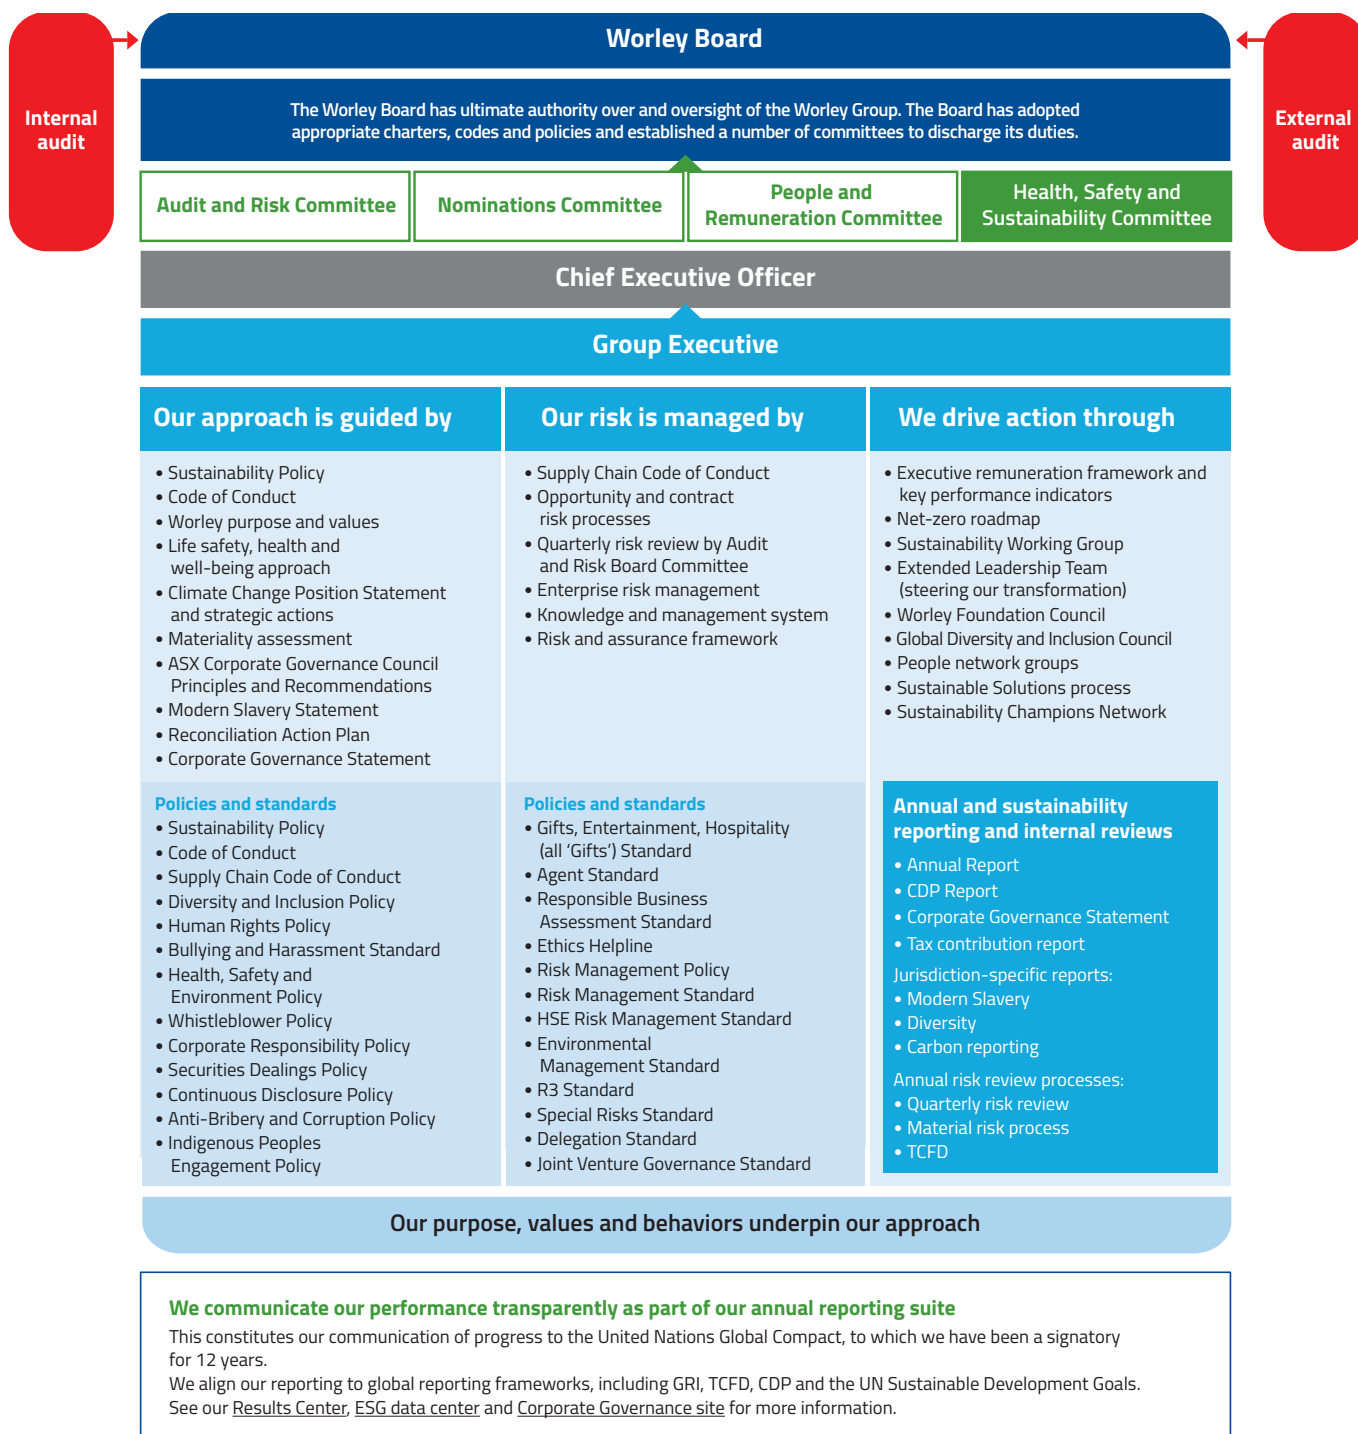 Worley Board
Internal
audit
External
audit
The Worley Board has ultimate authority over and oversight of the Worley Group. The Board has adopted
appropriate charters, codes and policies and established a number of committees to discharge its duties.
Audit and Risk Committee
Nominations Committee
People and
Remuneration Committee
Health, Safety and
Sustainability Committee
Chief Executive Officer
Group Executive
Our approach is guided by
• Sustainability Policy
• Code of Conduct
• Worley purpose and values
• Life safety, health and
well-being approach
• Climate Change Position Statement
and strategic actions
• Materiality assessment
• ASX Corporate Governance Council
Principles and Recommendations
• Modern Slavery Statement
• Reconciliation Action Plan
• Corporate Governance Statement
Policies and standards
• Sustainability Policy
• Code of Conduct
• Supply Chain Code of Conduct
• Diversity and Inclusion Policy
• Human Rights Policy
• Bullying and Harassment Standard
• Health, Safety and
Environment Policy
• Whistleblower Policy
• Corporate Responsibility Policy
• Securities Dealings Policy
• Continuous Disclosure Policy
• Anti-Bribery and Corruption Policy
• Indigenous Peoples
Engagement Policy
Our risk is managed by
• Supply Chain Code of Conduct
• Opportunity and contract
risk processes
• Quarterly risk review by Audit
and Risk Board Committee
• Enterprise risk management
• Knowledge and management system
• Risk and assurance framework
Policies and standards
• Gifts, Entertainment, Hospitality
(all ‘Gifts’) Standard
• Agent Standard
• Responsible Business
Assessment Standard
• Ethics Helpline
• Risk Management Policy
• Risk Management Standard
• HSE Risk Management Standard
• Environmental
Management Standard
• R3 Standard
• Special Risks Standard
• Delegation Standard
• Joint Venture Governance Standard
We drive action through
• Executive remuneration framework and
key performance indicators
• Net-zero roadmap
• Sustainability Working Group
• Extended Leadership Team
(steering our transformation)
• Worley Foundation Council
• Global Diversity and Inclusion Council
• People network groups
• Sustainable Solutions process
• Sustainability Champions Network
Annual and sustainability
reporting and internal reviews
• Annual Report
• CDP Report
• Corporate Governance Statement
• Tax contribution report
Jurisdiction-specific reports:
• Modern Slavery
• Diversity
• Carbon reporting
Annual risk review processes:
• Quarterly risk review
• Material risk process
• TCFD
Our purpose, values and behaviors underpin our approach
We communicate our performance transparently as part of our annual reporting suite
This constitutes our communication of progress to the United Nations Global Compact, to which we have been a signatory
for 12 years.
We align our reporting to global reporting frameworks, including GRI, TCFD, CDP and the UN Sustainable Development Goals.
See our Results Center, ESG data center and Corporate Governance site for more information.